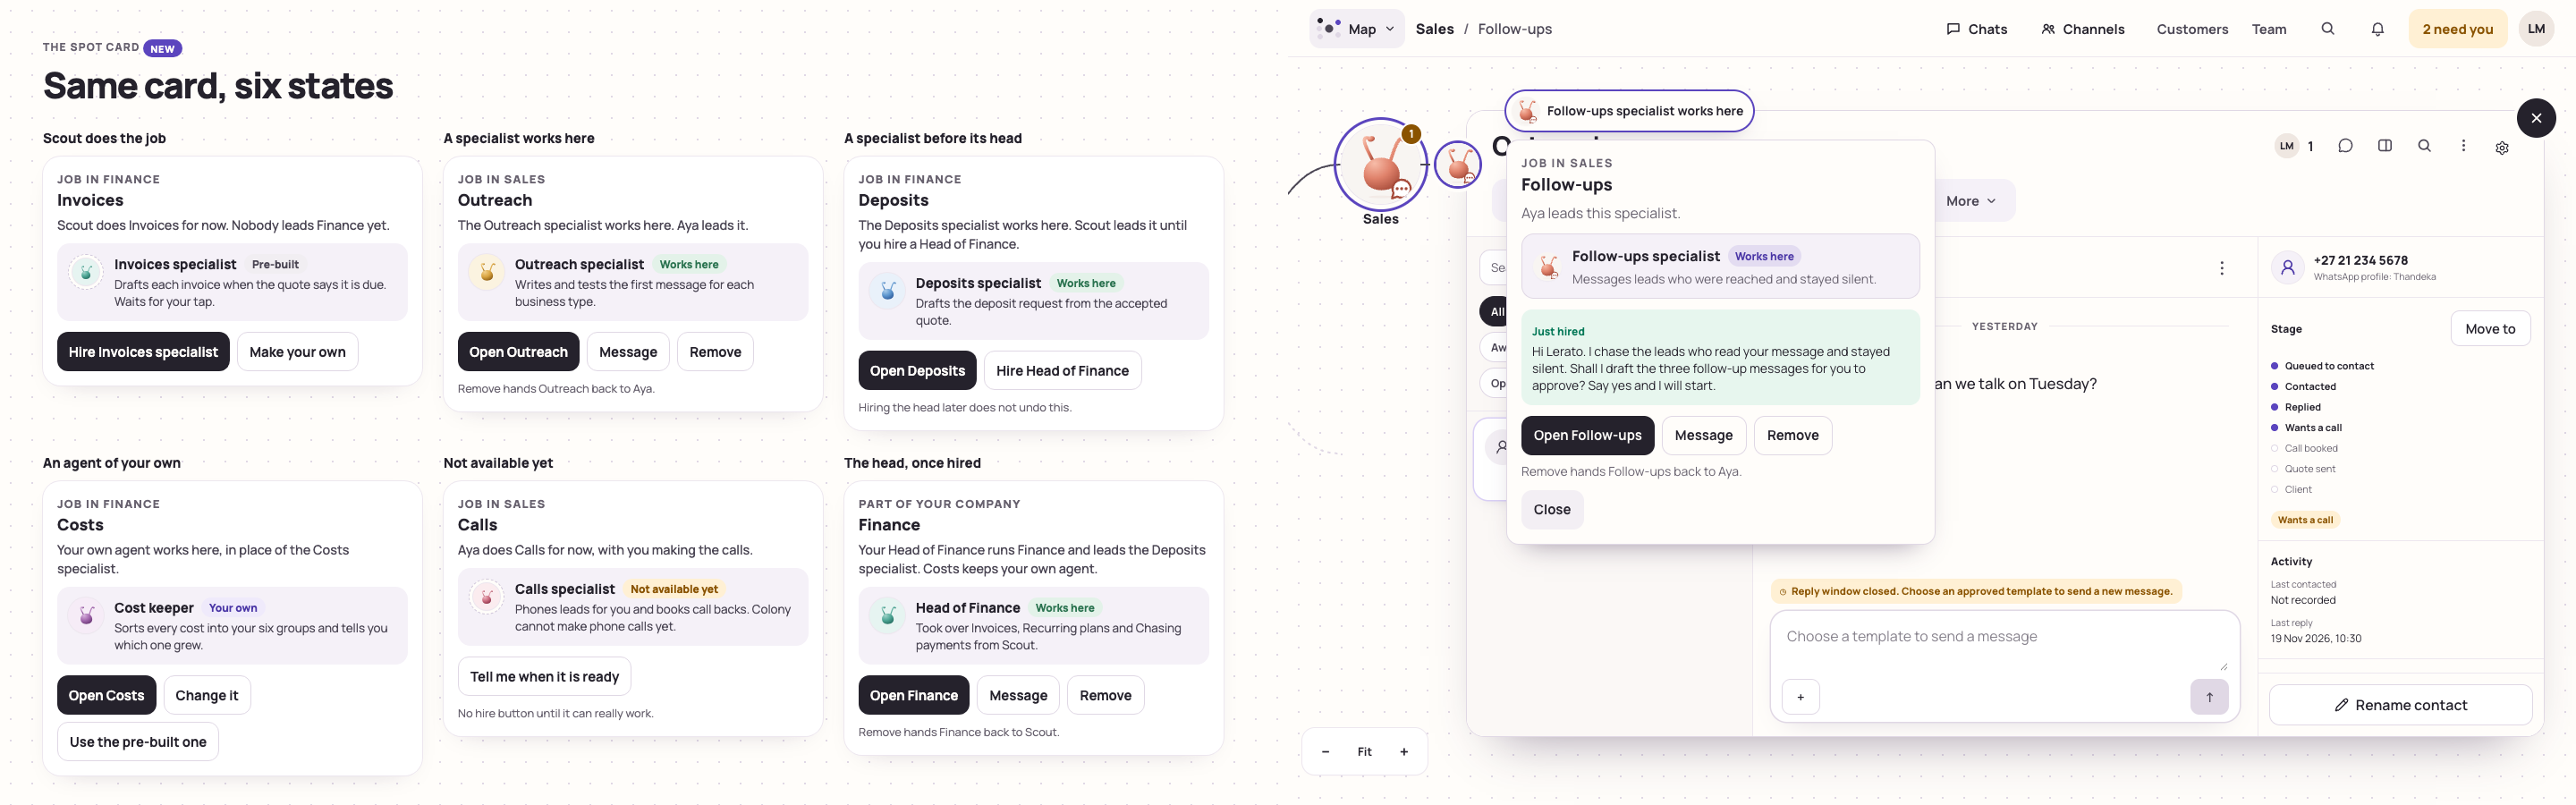 THE SPOT CARD NEW
Same card, six states
Scout does the job
JOB IN FINANCE
Invoices
Scout does Invoices for now. Nobody leads Finance yet.
Invoices specialist Pre-built
Drafts each invoice when the quote says it is due.
Waits for your tap.
Hire Invoices specialist Make your own
A specialist works here
JOB IN SALES
Outreach
The Outreach specialist works here. Aya leads it.
Outreach specialist Works here
Writes and tests the first message for each
business type.
Open Outreach Message Remove
Remove hands Outreach back to Aya.
A specialist before its head
JOB IN FINANCE
Deposits
The Deposits specialist works here. Scout leads it until
you hire a Head of Finance.
Deposits specialist Works here
Drafts the deposit request from the accepted
quote.
Open Deposits Hire Head of Finance
Hiring the head later does not undo this.
An agent of your own
JOB IN FINANCE
Costs
Your own agent works here, in place of the Costs
specialist.
Cost keeper Your own
Sorts every cost into your six groups and tells you
which one grew.
Open Costs Change it
Use the pre-built one
Not available yet
JOB IN SALES
Calls
Aya does Calls for now, with you making the calls.
Calls specialist Not available yet
Phones leads for you and books call backs. Colony
cannot make phone calls yet.
Tell me when it is ready
No hire button until it can really work.
The head, once hired
PART OF YOUR COMPANY
Finance
Your Head of Finance runs Finance and leads the Deposits
specialist. Costs keeps your own agent.
Head of Finance Works here
Took over Invoices, Recurring plans and Chasing
payments from Scout.
Open Finance Message Remove
Remove hands Finance back to Scout.
Map Sales / Follow-ups Chats Channels Customers Team 2 need you LM
1
Sales
Follow-ups specialist works here
LM 1
JOB IN SALES
Follow-ups
Aya leads this specialist.
Follow-ups specialist Works here
Messages leads who were reached and stayed silent.
Just hired
Hi Lerato. I chase the leads who read your message and stayed
silent. Shall I draft the three follow-up messages for you to
approve? Say yes and I will start.
Open Follow-ups Message Remove
Remove hands Follow-ups back to Aya.
Close
More
All
YESTERDAY
an we talk on Tuesday?
Reply window closed. Choose an approved template to send a new message.
Choose a template to send a message
+
+27 21 234 5678
WhatsApp profile: Thandeka
Stage Move to
Queued to contact
Contacted
Replied
Wants a call
Call booked
Quote sent
Client
Wants a call
Activity
Last contacted
Not recorded
Last reply
19 Nov 2026, 10:30
Rename contact
− Fit +